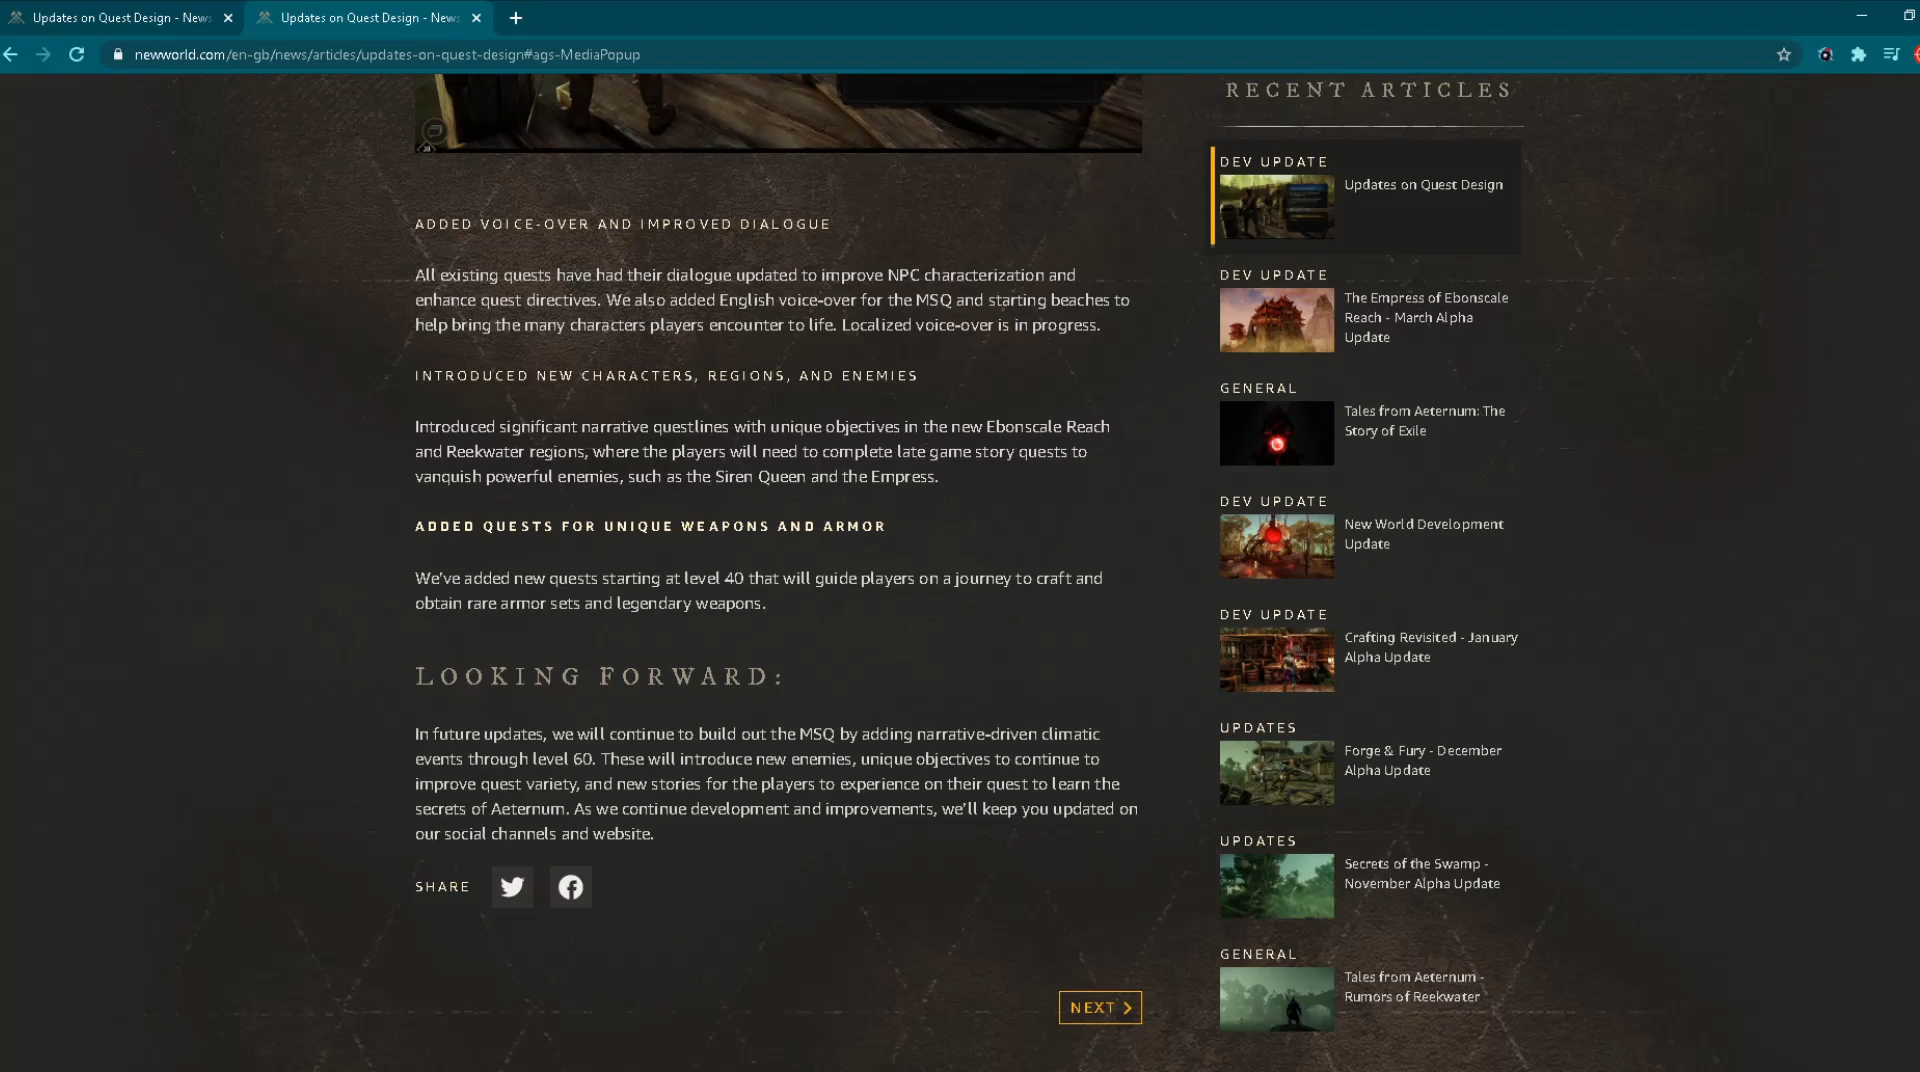 Updates on Quest Design - News
Updates on Quest Design - News
newworld.com/en-gb/news/articles/updates-on-quest-design#ags-MediaPopup
ADDED VOICE-OVER AND IMPROVED DIALOGUE
All existing quests have had their dialogue updated to improve NPC characterization and
enhance quest directives. We also added English voice-over for the MSQ and starting beaches to
help bring the many characters players encounter to life. Localized voice-over is in progress.
INTRODUCED NEW CHARACTERS, REGIONS, AND ENEMIES
Introduced significant narrative questlines with unique objectives in the new Ebonscale Reach
and Reekwater regions, where the players will need to complete late game story quests to
vanquish powerful enemies, such as the Siren Queen and the Empress.
ADDED QUESTS FOR UNIQUE WEAPONS AND ARMOR
We've added new quests starting at level 40 that will guide players on a journey to craft and
obtain rare armor sets and legendary weapons.
LOOKING FORWARD:
In future updates, we will continue to build out the MSQ by adding narrative-driven climatic
events through level 60. These will introduce new enemies, unique objectives to continue to
improve quest variety, and new stories for the players to experience on their quest to learn the
secrets of Aeternum. As we continue development and improvements, we'll keep you updated on
our social channels and website.
SHARE
NEXT
RECENT ARTICLES
DEV UPDATE
Updates on Quest Design
DEV UPDATE
The Empress of Ebonscale
Reach - March Alpha
Update
GENERAL
Tales from Aeternum: The
Story of Exile
DEV UPDATE
New World Development
Update
DEV UPDATE
Crafting Revisited - January
Alpha Update
UPDATES
Forge & Fury - December
Alpha Update
UPDATES
Secrets of the Swamp -
November Alpha Update
GENERAL
Tales from Aeternum -
Rumors of Reekwater